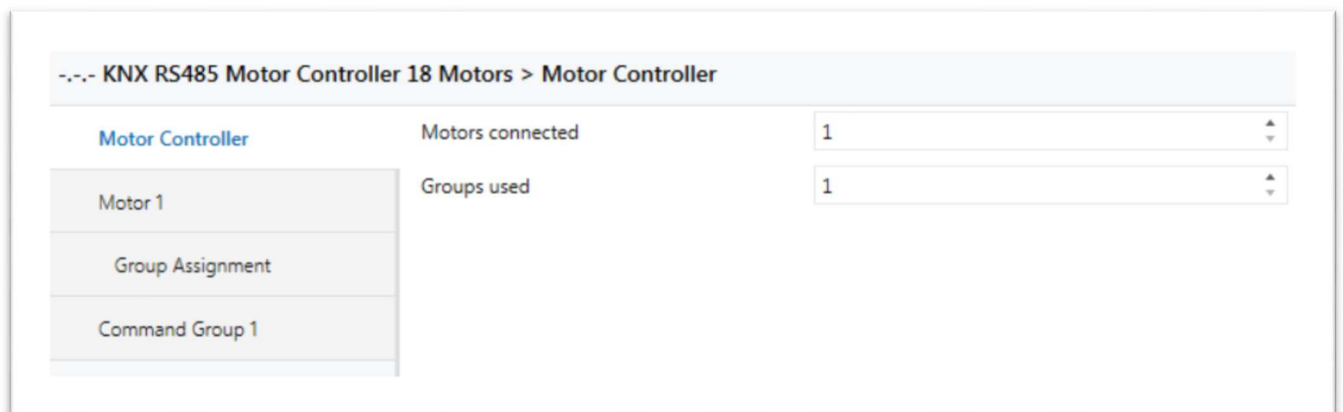 -.-.- KNX RS485 Motor Controller 18 Motors > Motor Controller
Motor Controller
Motors connected 1
Motor 1
Groups used 1
Group Assignment
Command Group 1